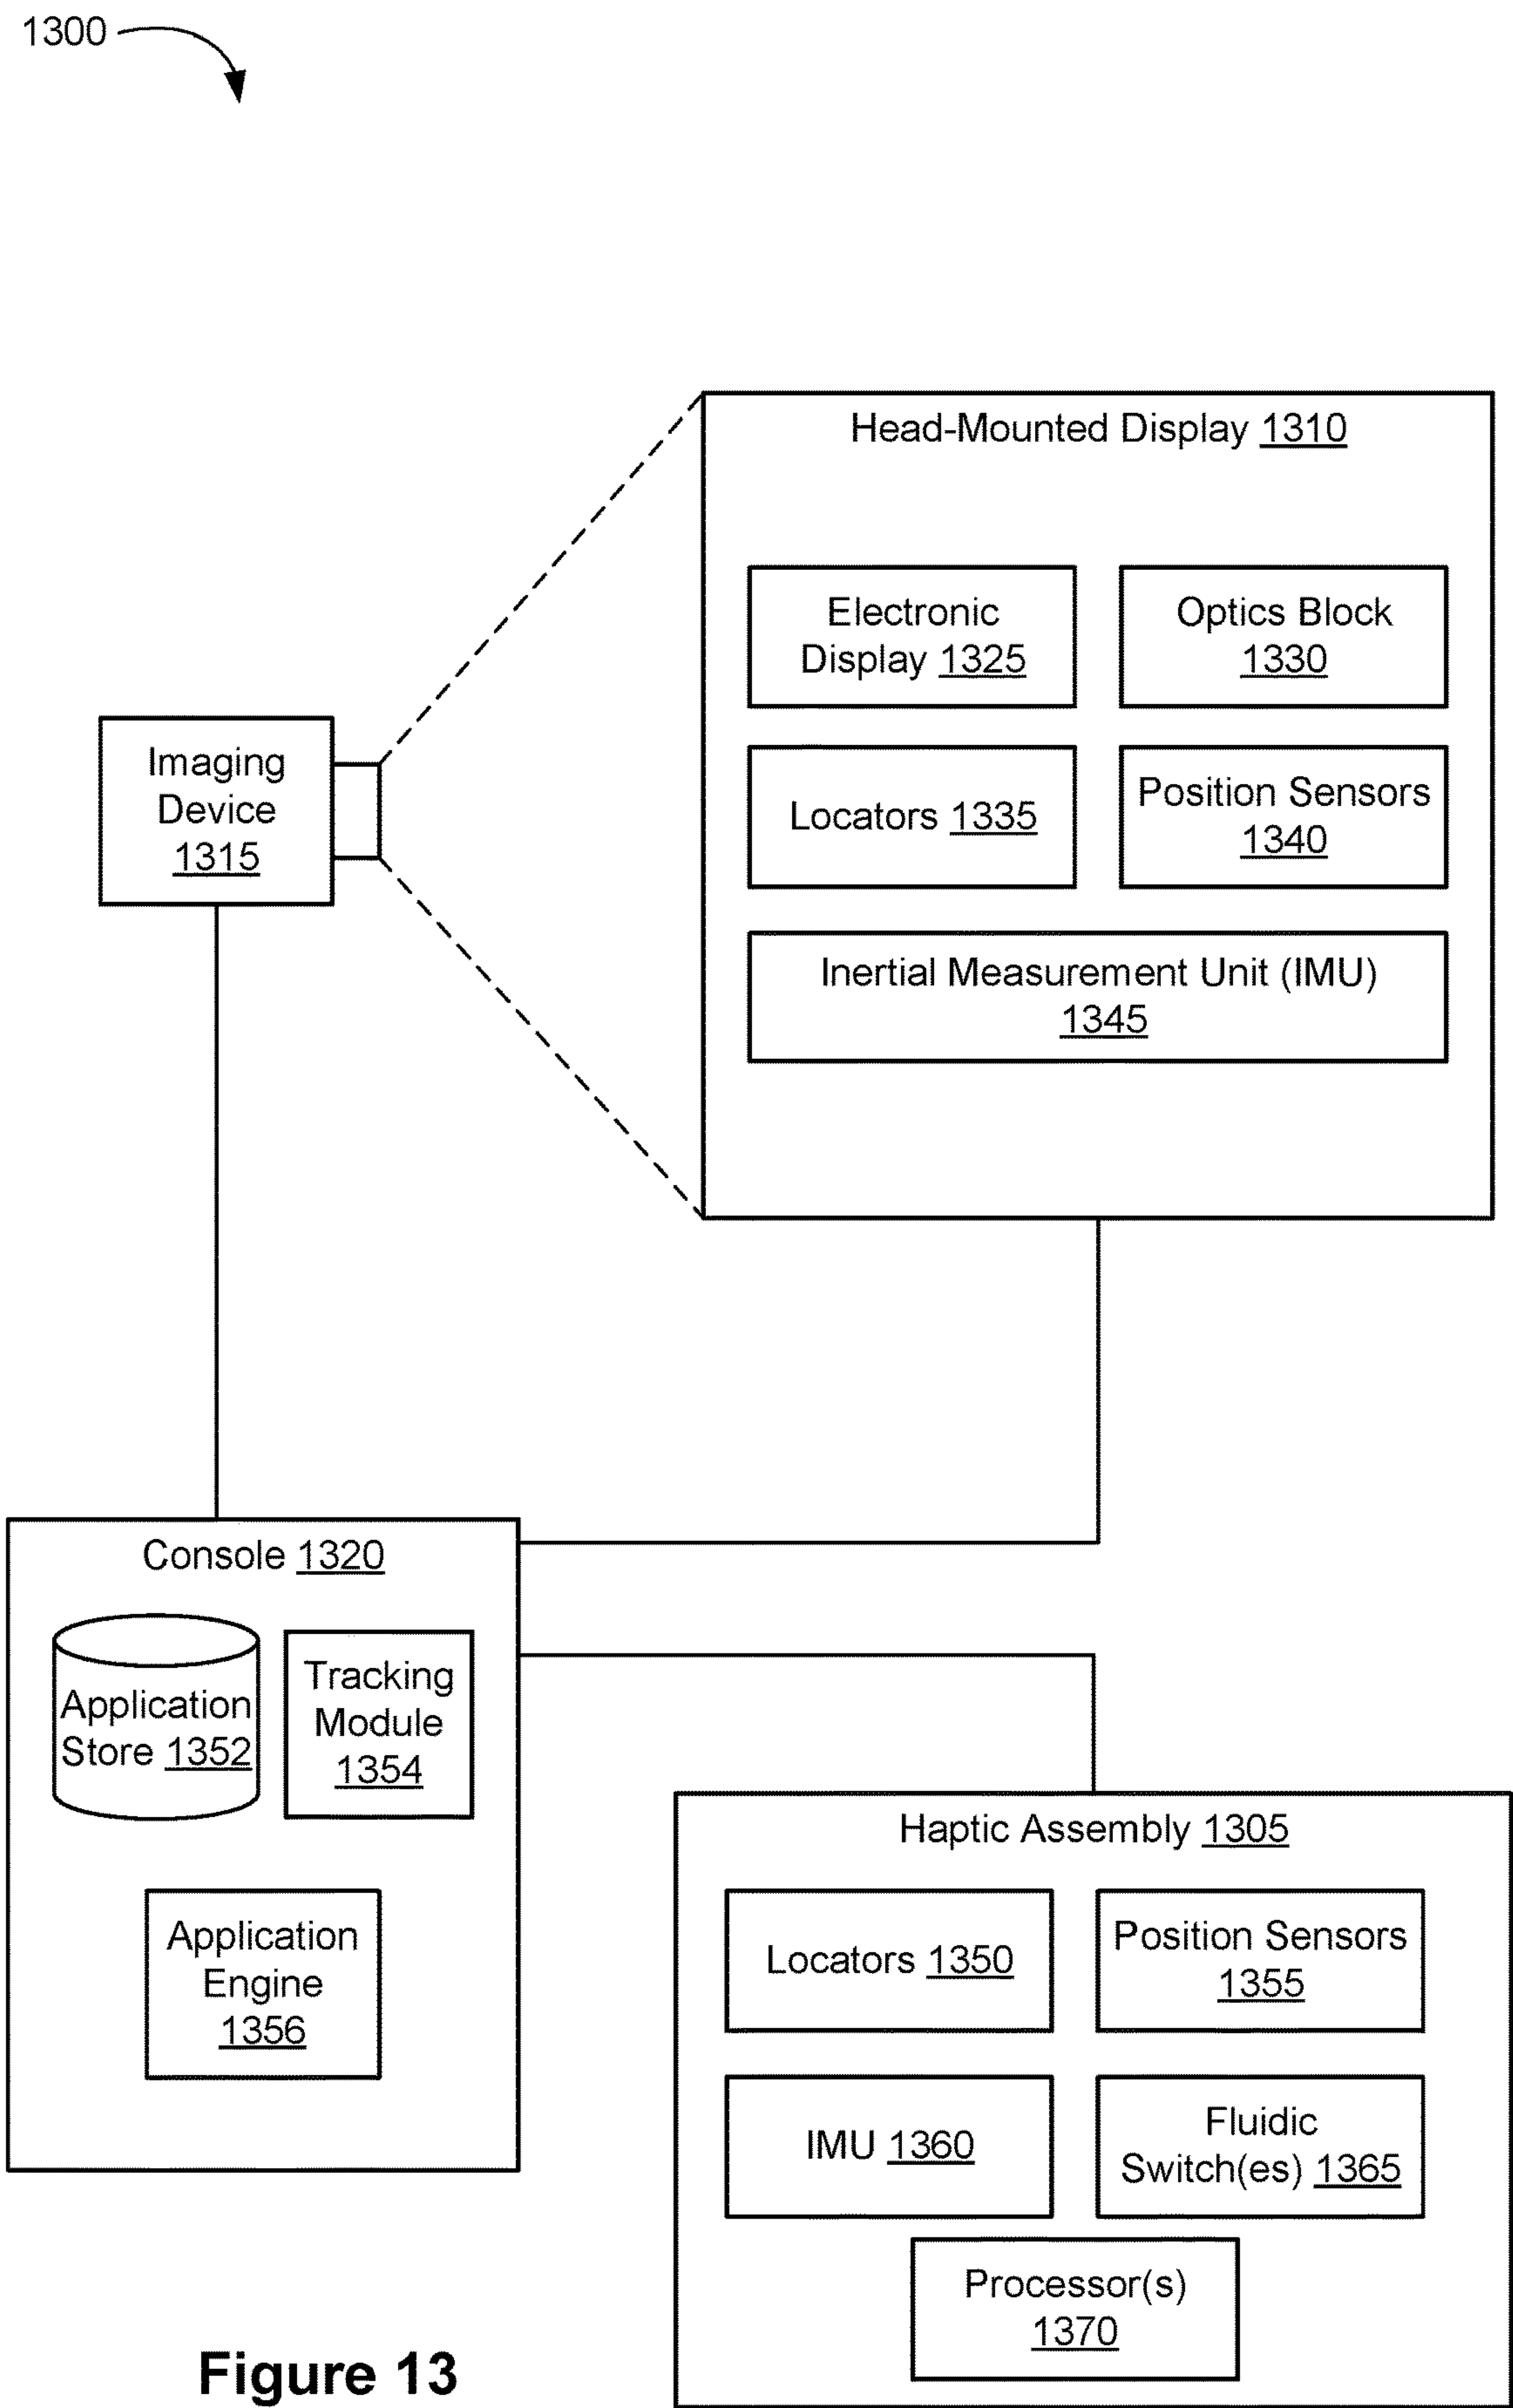 1300
Head-Mounted Display 1310
Electronic
Display 1325
Optics Block
1330
Imaging
Device
1315
Locators 1335
Position Sensors
1340
Inertial Measurement Unit (IMU)
1345
Console 1320
Application
Store 1352
Tracking
Module
1354
Application
Engine
1356
Haptic Assembly 1305
Locators 1350
Position Sensors
1355
IMU 1360
Fluidic
Switch(es) 1365
Processor(s)
1370
Figure 13